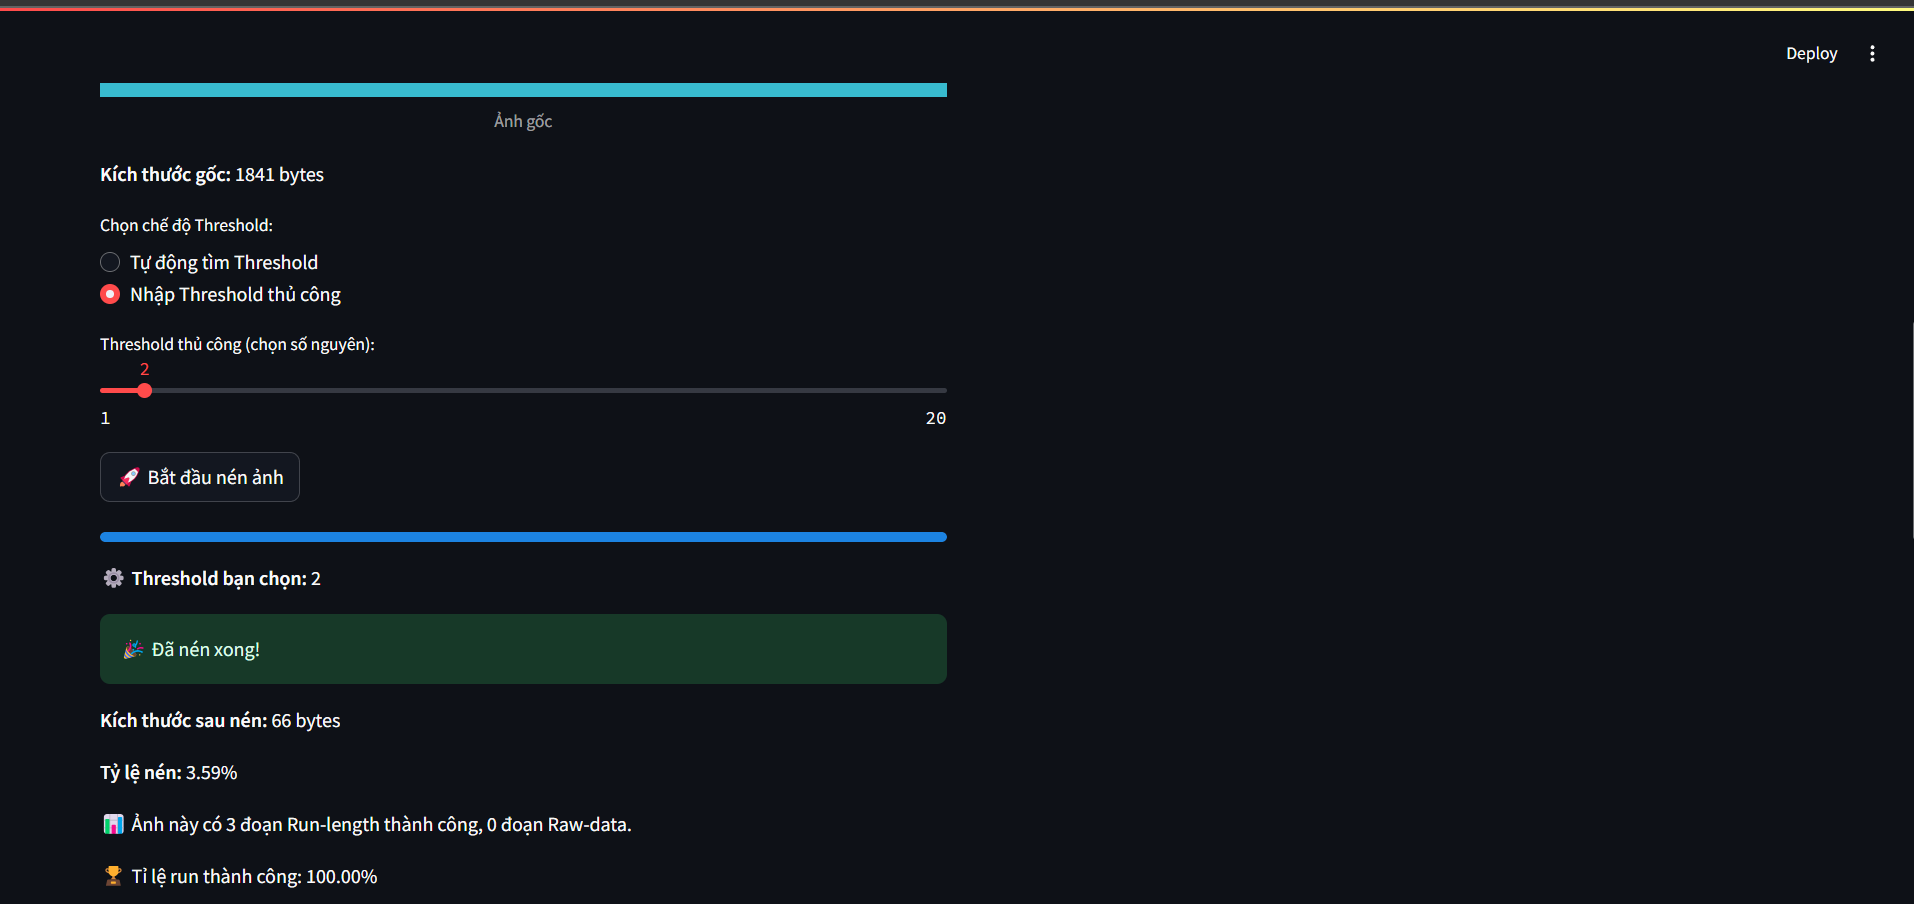 Deploy
Ảnh gốc
Kích thước gốc: 1841 bytes
Chọn chế độ Threshold:
Tự động tìm Threshold
Nhập Threshold thủ công
Threshold thủ công (chọn số nguyên):
2
1 20
🚀 Bắt đầu nén ảnh
⚙️ Threshold bạn chọn: 2
🎉 Đã nén xong!
Kích thước sau nén: 66 bytes
Tỷ lệ nén: 3.59%
📊 Ảnh này có 3 đoạn Run-length thành công, 0 đoạn Raw-data.
🏆 Tỉ lệ run thành công: 100.00%